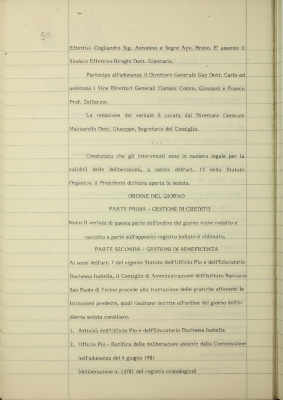 50
Effettivi Cogliandro Sig. Antonino e Segre Avv. Bruno. E' assente il
Sindaco Effettivo Biraghi Dott. Giancarlo.
Partecipa all'adunanza il Direttore Generale Gay Dott. Carlo ed
assistono i Vice Direttori Generali Cumani Comm. Giovanni e Franco
Prof. Zefferino.
La redazione del verbale è curata dal Direttore Centrale
Mazzarello Dott. Giuseppe, Segretario del Consiglio.
***
Constatato che gli intervenuti sono in numero legale per la
validità delle deliberazioni, a mente dell'art. 15 dello Statuto
Organico, il Presidente dichiara aperta la seduta.
ORDINE DEL GIORNO
PARTE PRIMA - GESTIONE DI CREDITO
Nota: il verbale di questa parte dell'ordine del giorno viene redatto e
raccolto a parte sull'apposito registro bollato e vidimato.
PARTE SECONDA - GESTIONE DI BENEFICENZA
Ai sensi dell'art. 7 del vigente Statuto dell'Ufficio Pio e dell'Educatorio
Duchessa Isabella, il Consiglio di Amministrazione dell'Istituto Bancario
San Paolo di Torino procede alla trattazione delle pratiche afferenti le
Istituzioni predette, quali risultano iscritte all'ordine del giorno dell'o-
dierna seduta consiliare.
1. Attività dell'Ufficio Pio e dell'Educatorio Duchessa Isabella
2. Ufficio Pio - Ratifica delle deliberazioni assunte dalla Commissione
nell'adunanza del 4 giugno 1981
(deliberazione n. 12/81 del registro cronologico)